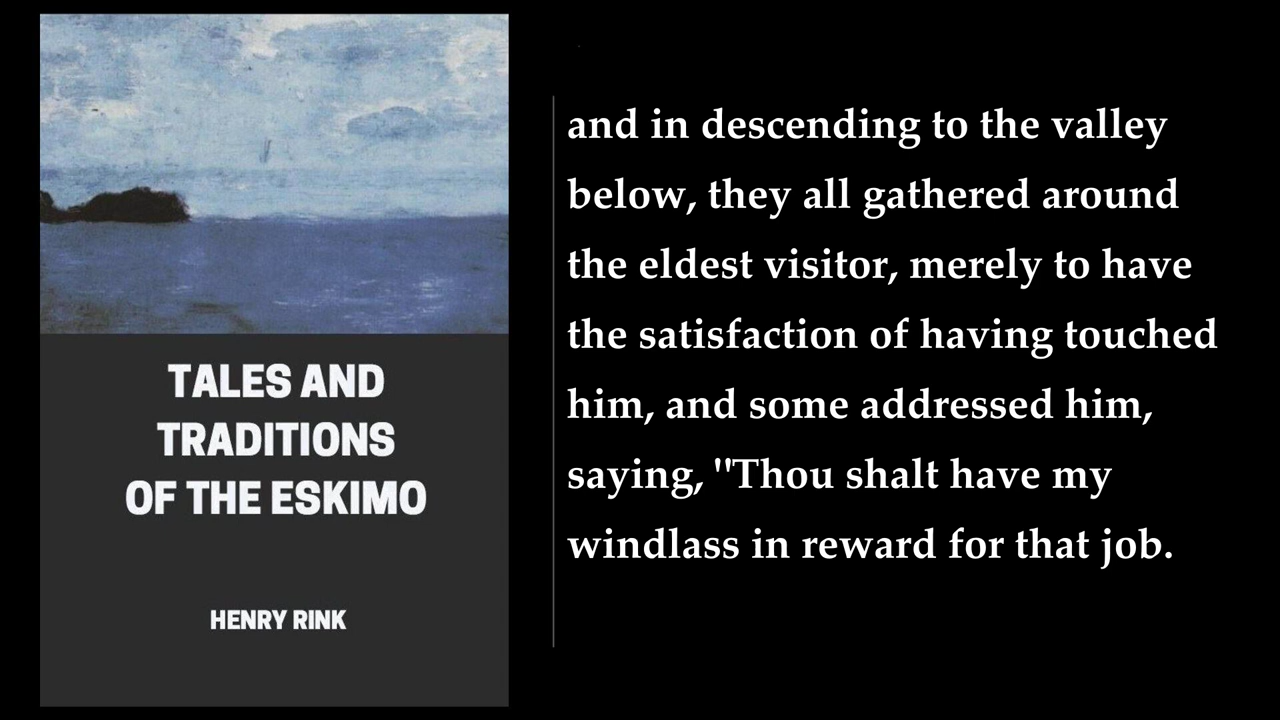 TALES AND
TRADITIONS
OF THE ESKIMO
HENRY RINK
and in descending to the valley
below, they all gathered around
the eldest visitor, merely to have
the satisfaction of having touched
him, and some addressed him,
saying, "Thou shalt have my
windlass in reward for that job.